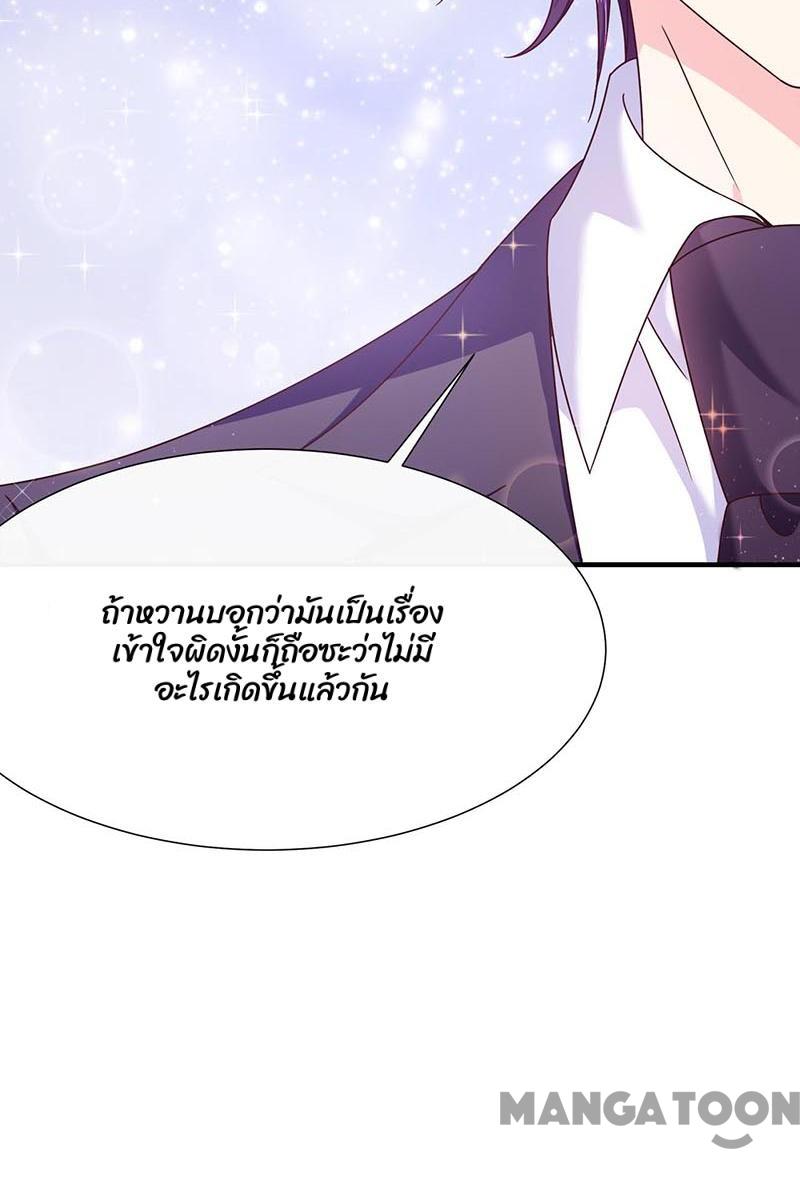 ถ้าหวานบอกว่ามันเป็นเรื่อง
เข้าใจผิดงั้นก็ถือซะว่าไม่มี
อะไรเกิดขึ้นแล้วกัน
MANGATOON
MANGATOON